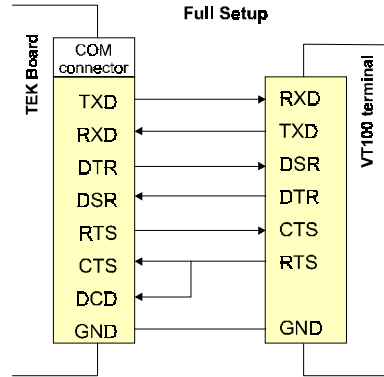 Full Setup
TEK Board
COM
connector
TXD
RXD
DTR
DSR
RTS
CTS
DCD
GND
RXD
TXD
DSR
DTR
CTS
RTS
GND
VT100 terminal